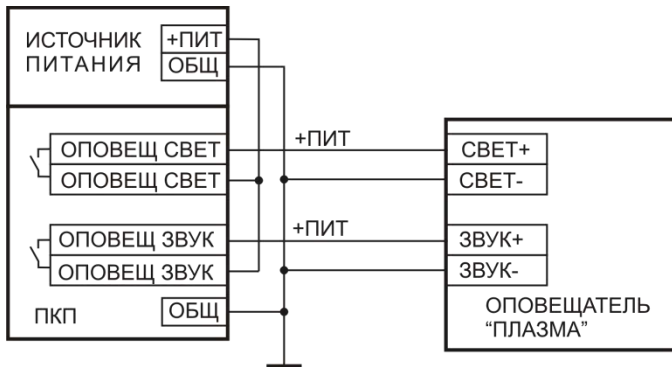 ИСТОЧНИК
ПИТАНИЯ
+ПИТ
ОБЩ
ОПОВЕЩ СВЕТ
ОПОВЕЩ СВЕТ
ОПОВЕЩ ЗВУК
ОПОВЕЩ ЗВУК
ОБЩ
ПКП
+ПИТ
+ПИТ
СВЕТ+
СВЕТ-
ЗВУК+
ЗВУК-
ОПОВЕЩАТЕЛЬ
“ПЛАЗМА”